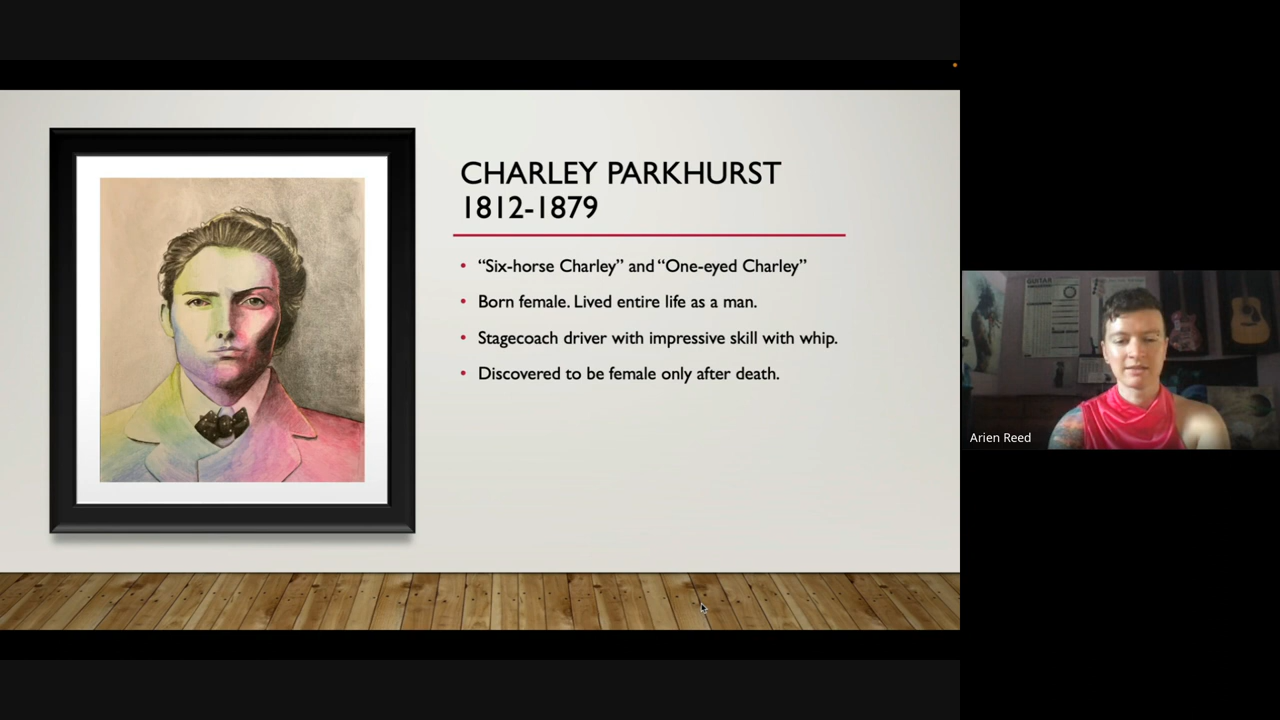 CHARLEY PARKHURST
1812-1879
• “Six-horse Charley” and “One-eyed Charley”
• Born female. Lived entire life as a man.
• Stagecoach driver with impressive skill with whip.
• Discovered to be female only after death.
GUITAR
Arien Reed